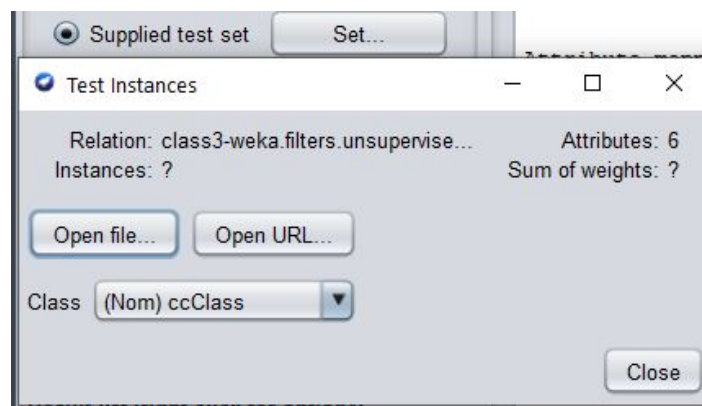 Supplied test set Set...
Test Instances
Relation: class3-weka.filters.unsupervise... Attributes: 6
Instances: ? Sum of weights: ?
Open file... Open URL...
Class (Nom) ccClass
Close